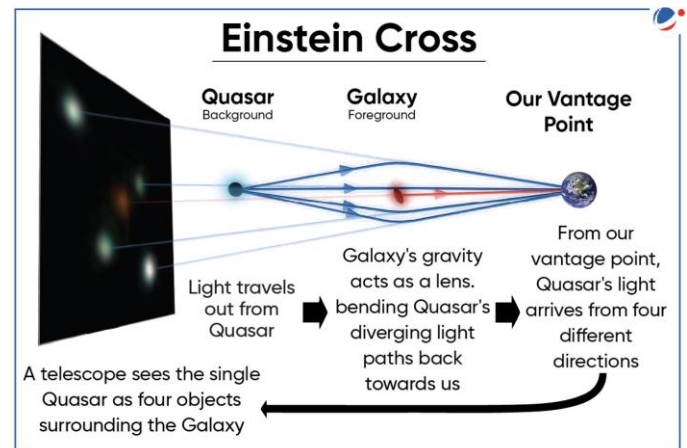 Einstein Cross
Quasar
Background
Galaxy
Foreground
Our Vantage
Point
Light travels
out from
Quasar
Galaxy's gravity
acts as a lens.
bending Quasar's
diverging light
paths back
towards us
From our
vantage point,
Quasar's light
arrives from four
different
directions
A telescope sees the single
Quasar as four objects
surrounding the Galaxy